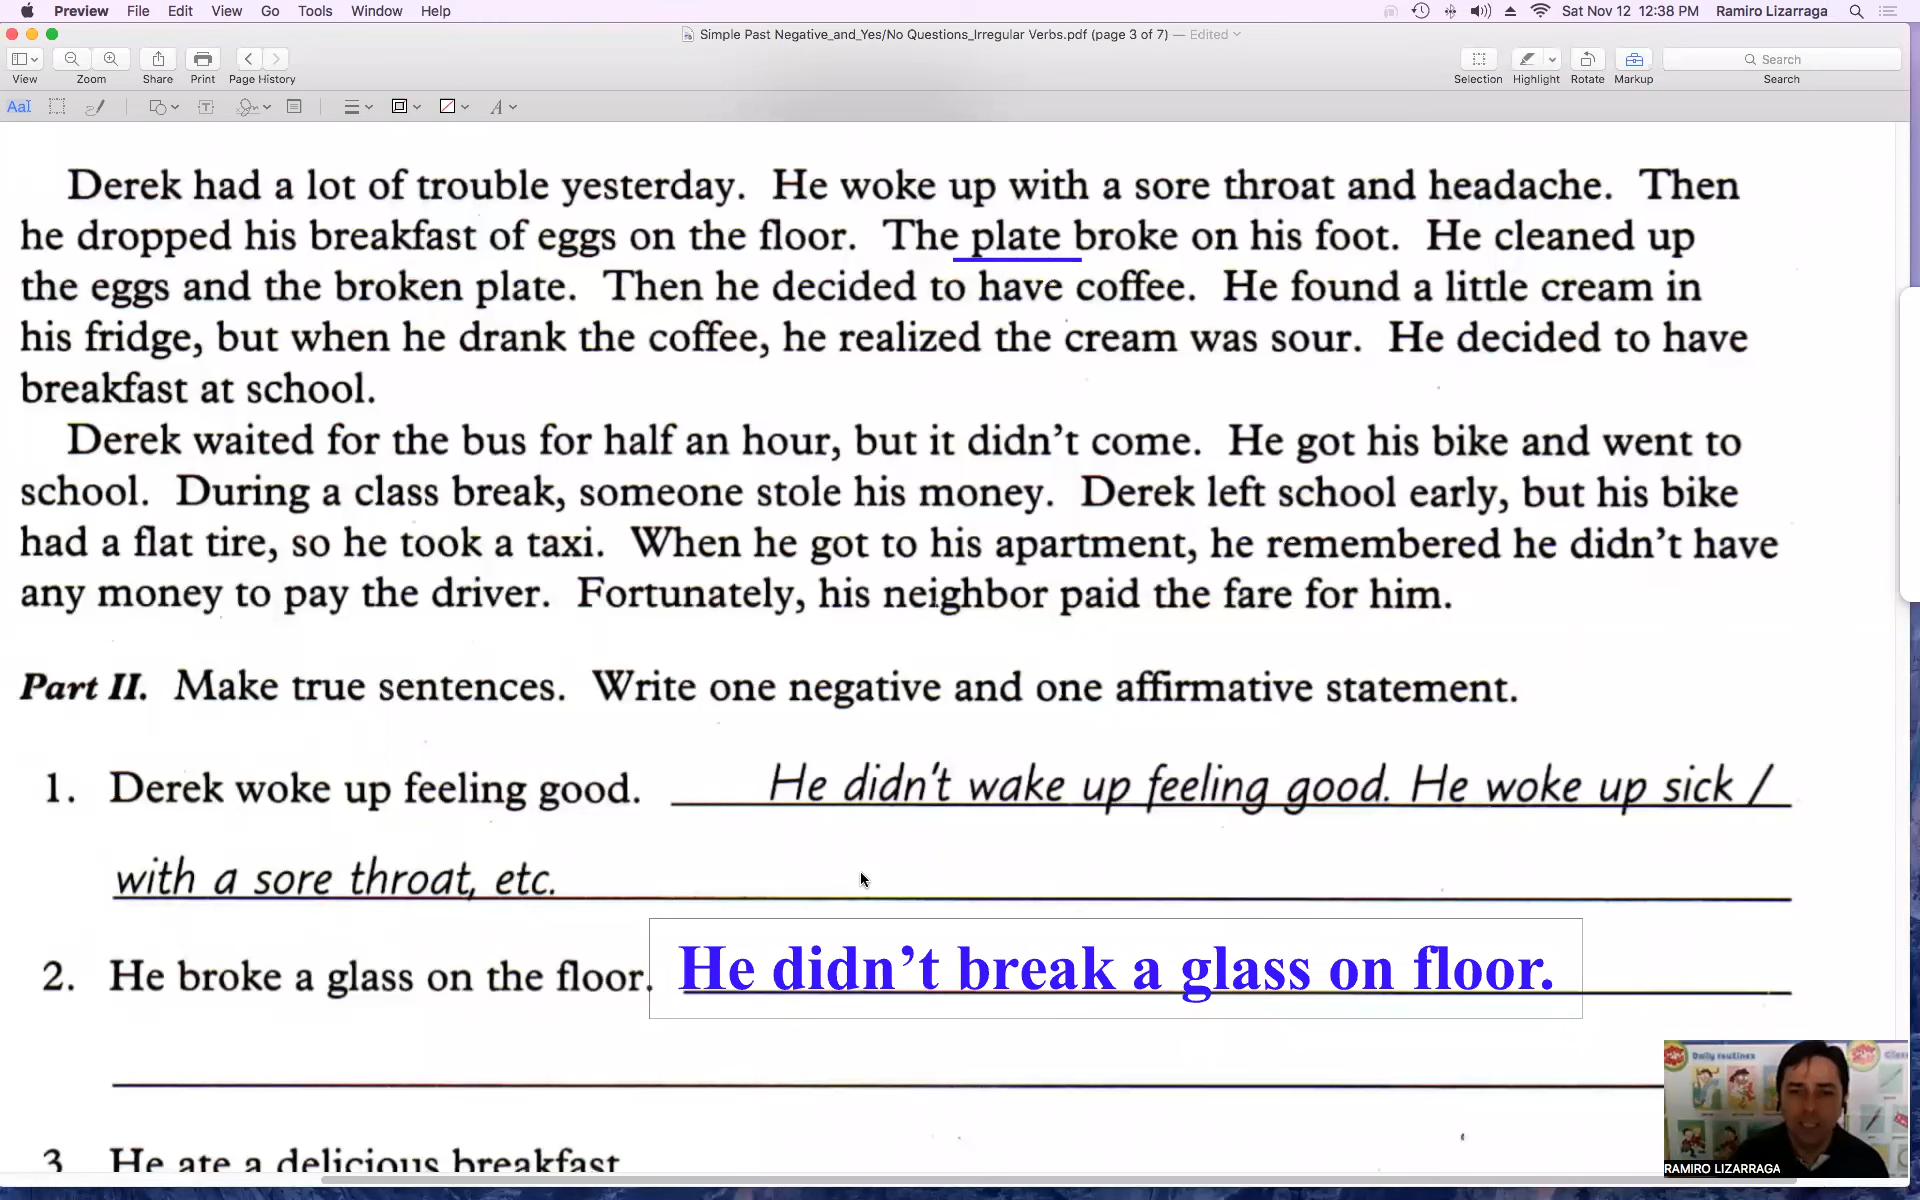 Preview File Edit View Go Tools Window Help Sat Nov 12 12:38 PM Ramiro Lizarraga
Simple Past Negative_and_Yes/No Questions_Irregular Verbs.pdf (page 3 of 7) — Edited
View Zoom Share Print Page History Selection Highlight Rotate Markup Search
Search
AaI
Derek had a lot of trouble yesterday. He woke up with a sore throat and headache. Then
he dropped his breakfast of eggs on the floor. The plate broke on his foot. He cleaned up
the eggs and the broken plate. Then he decided to have coffee. He found a little cream in
his fridge, but when he drank the coffee, he realized the cream was sour. He decided to have
breakfast at school.
Derek waited for the bus for half an hour, but it didn't come. He got his bike and went to
school. During a class break, someone stole his money. Derek left school early, but his bike
had a flat tire, so he took a taxi. When he got to his apartment, he remembered he didn't have
any money to pay the driver. Fortunately, his neighbor paid the fare for him.
Part II. Make true sentences. Write one negative and one affirmative statement.
1. Derek woke up feeling good. He didn't wake up feeling good. He woke up sick /
with a sore throat, etc.
2. He broke a glass on the floor. He didn't break a glass on floor.
3 He ate a delicious breakfast
Daily routines
RAMIRO LIZARRAGA